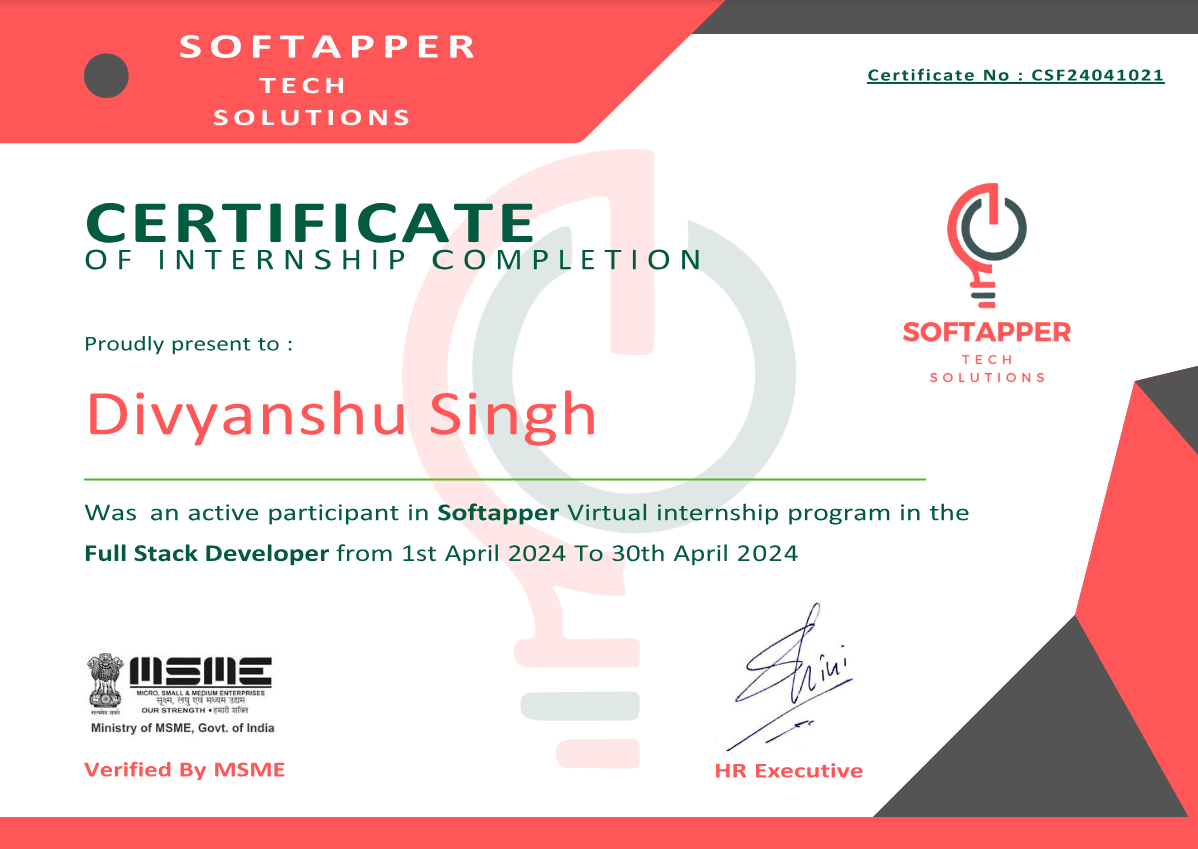 SOFTAPPER
TECH
SOLUTIONS
Certificate No : CSF24041021
CERTIFICATE
OF INTERNSHIP COMPLETION
SOFTAPPER
TECH
SOLUTIONS
Proudly present to :
Divyanshu Singh
Was an active participant in Softapper Virtual internship program in the
Full Stack Developer from 1st April 2024 To 30th April 2024
MSME
MICRO, SMALL & MEDIUM ENTERPRISES
सूक्ष्म, लघु एवं मध्यम उद्यम
सत्यमेव जयते
OUR STRENGTH • हमारी शक्ति
Ministry of MSME, Govt. of India
Verified By MSME
HR Executive